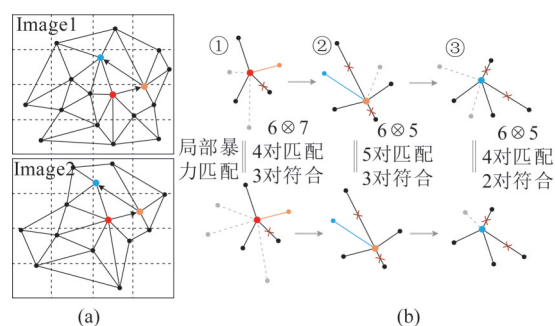 Image1
Image2
(a)
① ② ③
局部暴
力匹配
6⊗7
4对匹配
3对符合
6⊗5
5对匹配
3对符合
6⊗5
4对匹配
2对符合
(b)